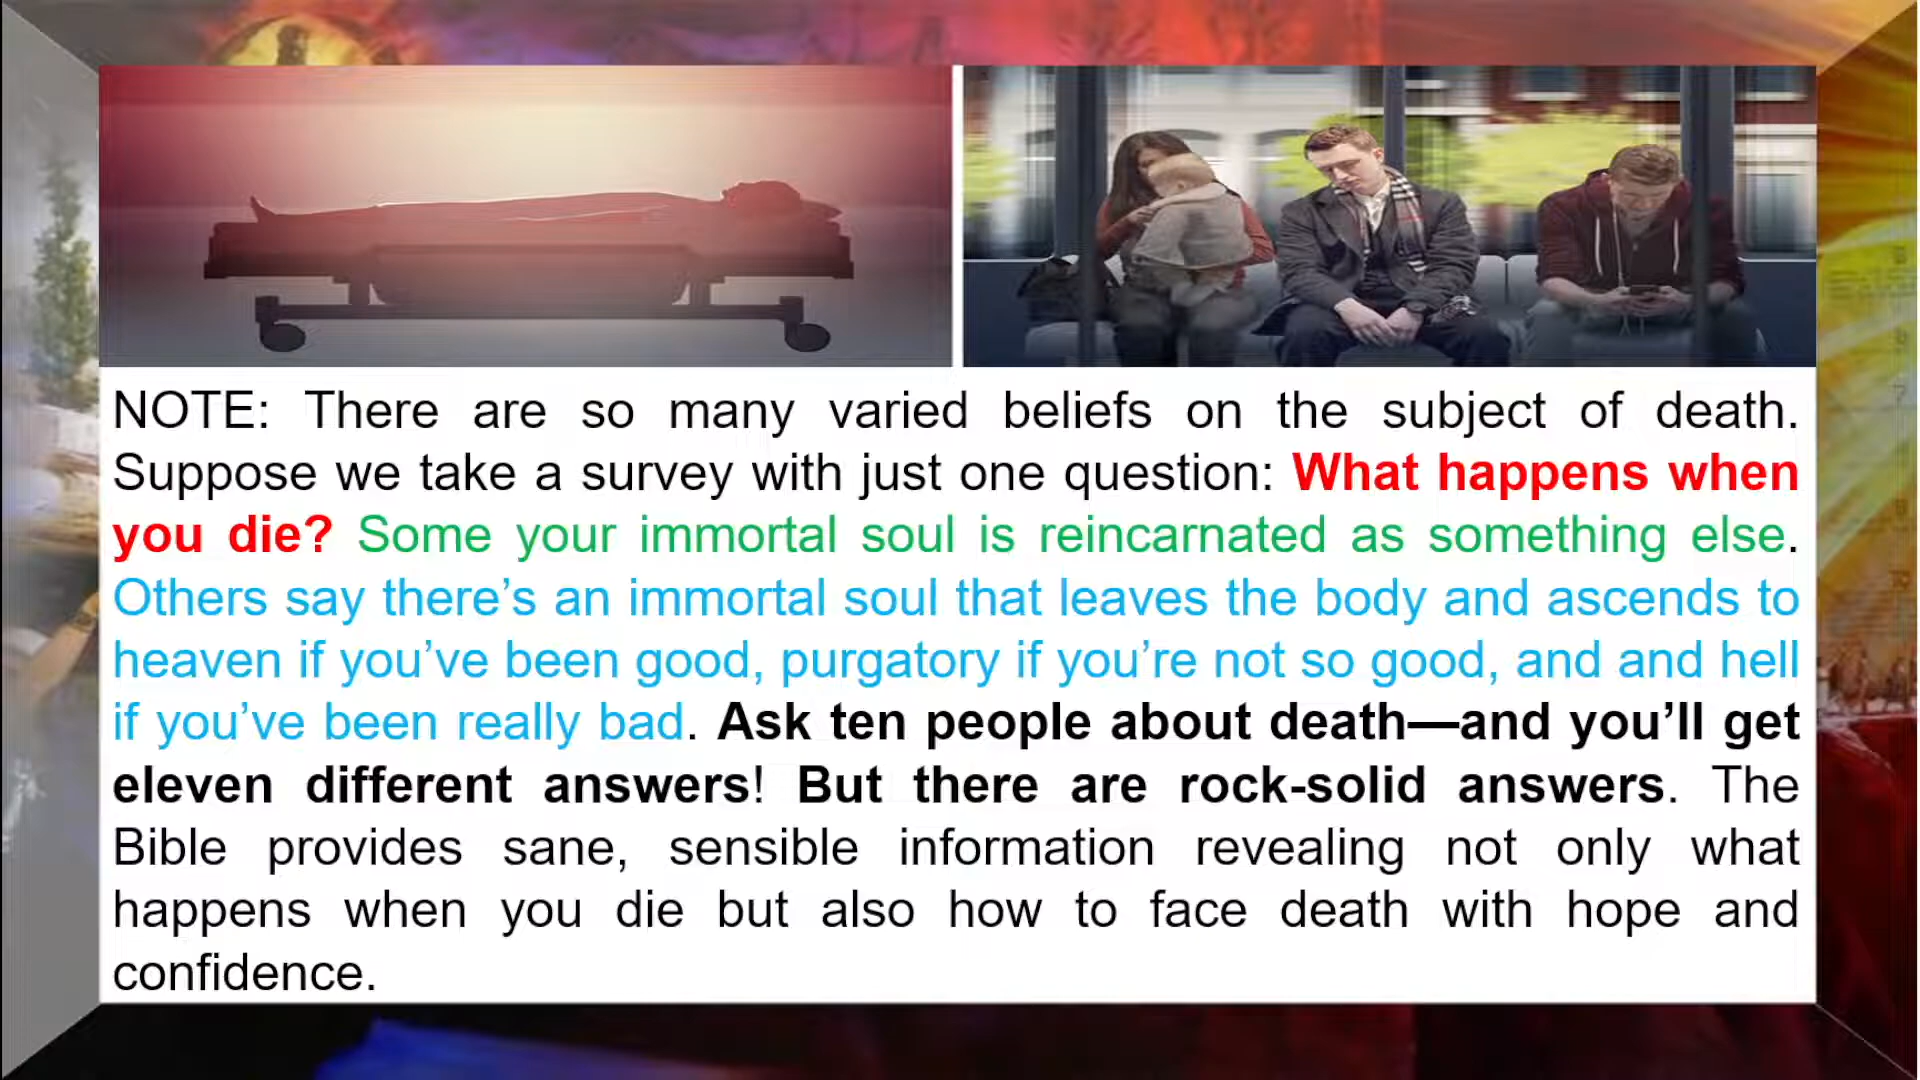 NOTE: There are so many varied beliefs on the subject of death.
Suppose we take a survey with just one question: What happens when
you die? Some your immortal soul is reincarnated as something else.
Others say there’s an immortal soul that leaves the body and ascends to
heaven if you’ve been good, purgatory if you’re not so good, and and hell
if you’ve been really bad. Ask ten people about death—and you’ll get
eleven different answers! But there are rock-solid answers. The
Bible provides sane, sensible information revealing not only what
happens when you die but also how to face death with hope and
confidence.